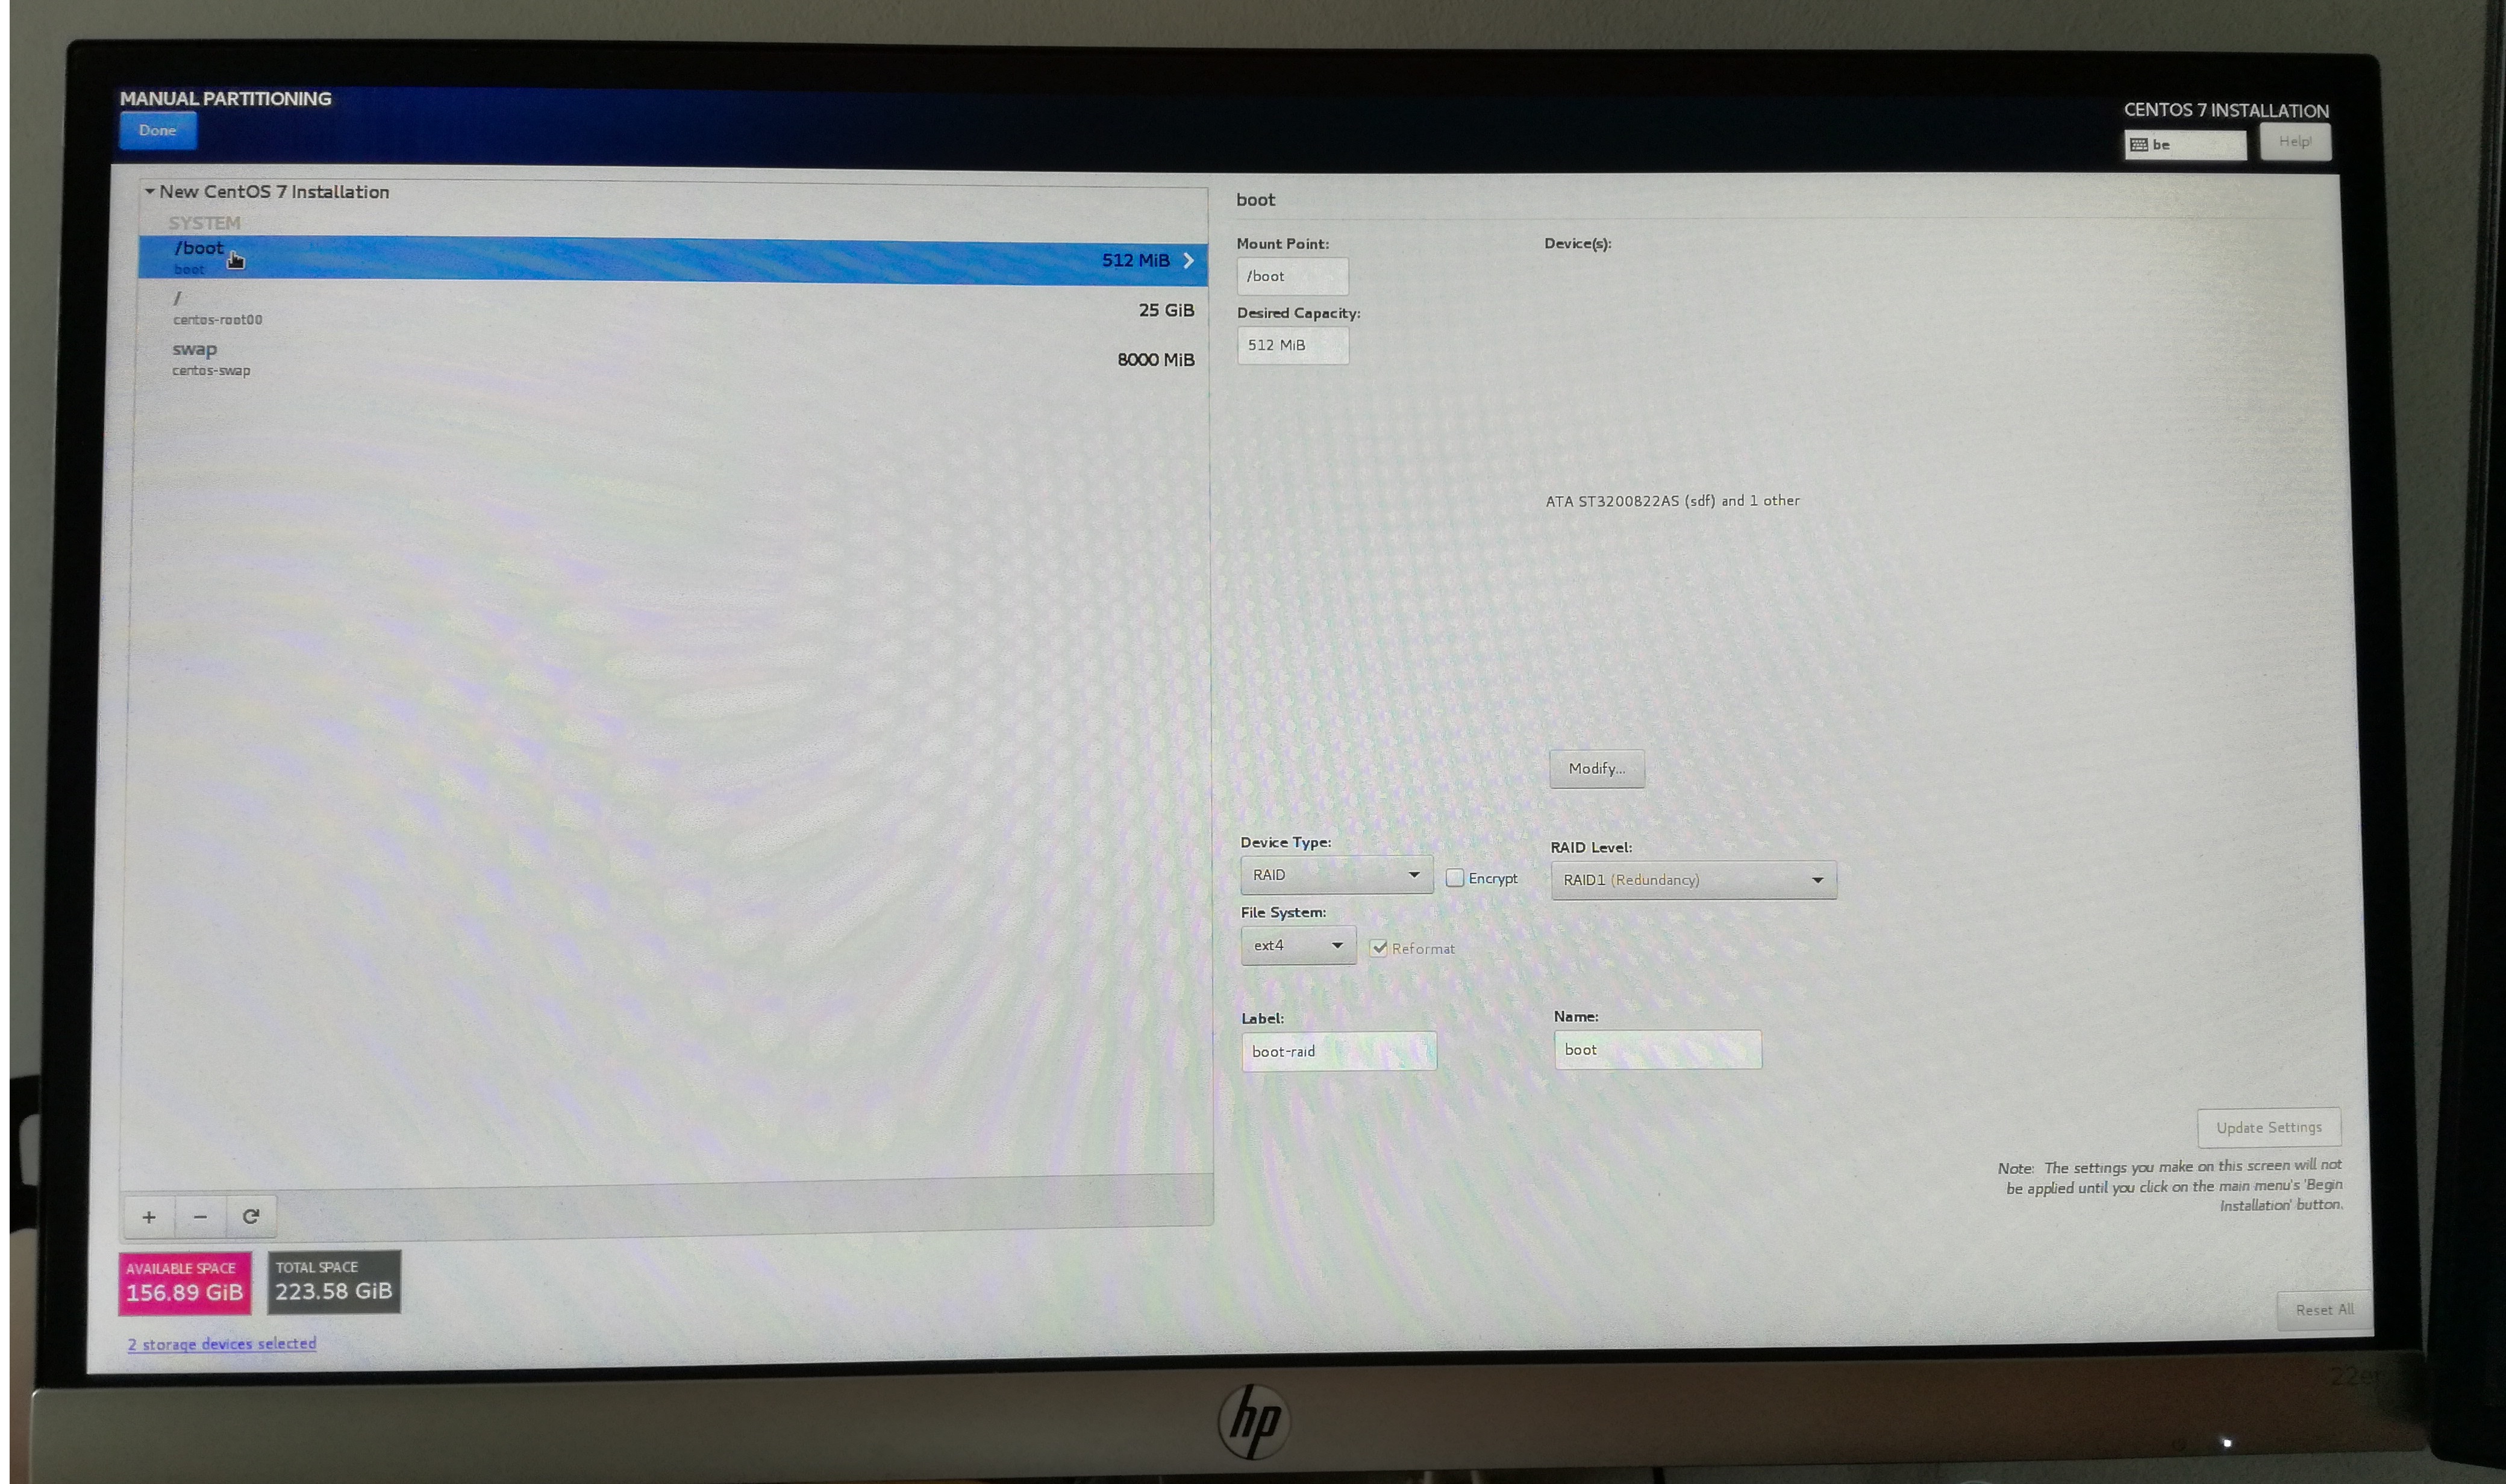 MANUAL PARTITIONING
Done
CENTOS 7 INSTALLATION
be
Help!
New CentOS 7 Installation
SYSTEM
/boot
boot
512 MiB
/
centos-root00
25 GiB
swap
centos-swap
8000 MiB
boot
Mount Point:
/boot
Desired Capacity:
512 MiB
Device(s):
ATA ST3200822AS (sdf) and 1 other
Modify...
Device Type:
RAID
Encrypt
RAID Level:
RAID1 (Redundancy)
File System:
ext4
Reformat
Label:
boot-raid
Name:
boot
Update Settings
Note: The settings you make on this screen will not
be applied until you click on the main menu's 'Begin
Installation' button.
+ −
AVAILABLE SPACE
156.89 GiB
TOTAL SPACE
223.58 GiB
2 storage devices selected
Reset All
hp